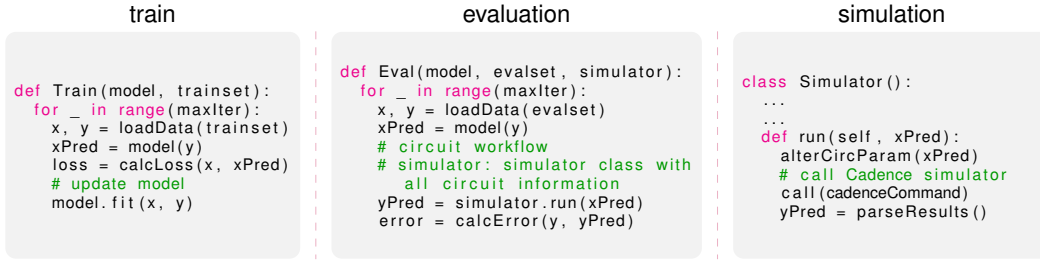 train
def Train(model, trainset):
for _ in range(maxIter):
x, y = loadData(trainset)
xPred = model(y)
loss = calcLoss(x, xPred)
# update model
model.fit(x, y)
evaluation
def Eval(model, evalset, simulator):
for _ in range(maxIter):
x, y = loadData(evalset)
xPred = model(y)
# circuit workflow
# simulator: simulator class with
all circuit information
yPred = simulator.run(xPred)
error = calcError(y, yPred)
simulation
class Simulator():
...
...
def run(self, xPred):
alterCircParam(xPred)
# call Cadence simulator
call(cadenceCommand)
yPred = parseResults()